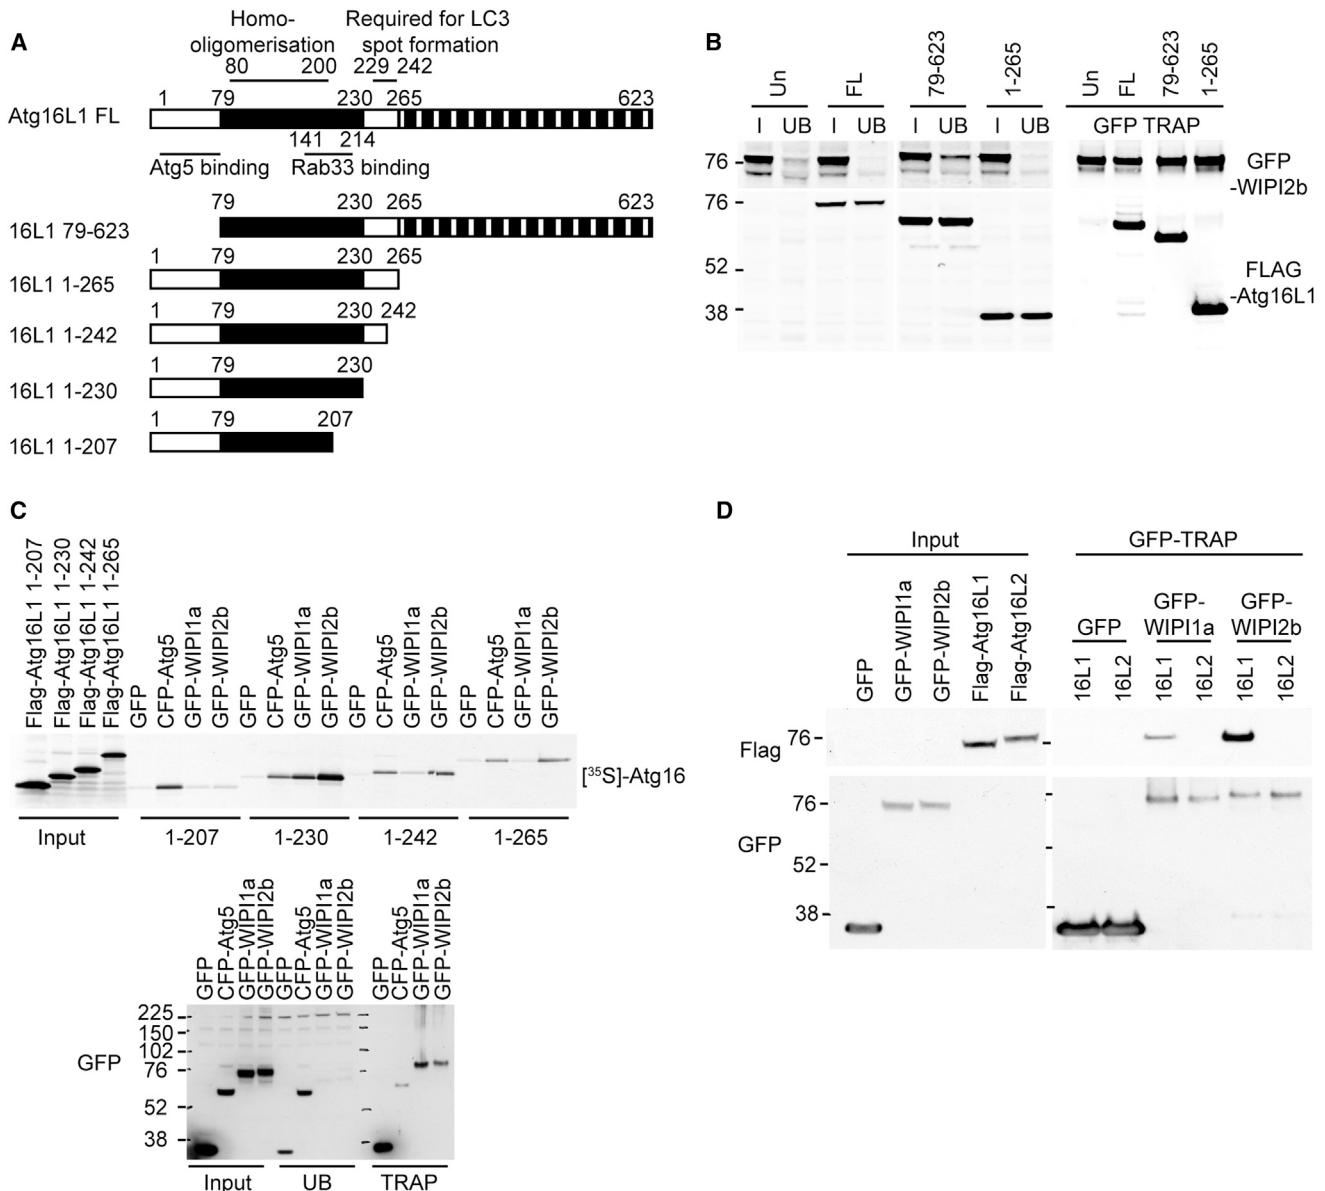 A
Homo-
oligomerisation
80 200
Required for LC3
spot formation
229 242
1 79 230 265 623
Atg16L1 FL
141 214
Atg5 binding Rab33 binding
79 230 265 623
16L1 79-623
1 79 230 265
16L1 1-265
1 79 230 242
16L1 1-242
1 79 230
16L1 1-230
1 79 207
16L1 1-207
B
Un FL 79-623 1-265 Un FL 79-623 1-265
I UB I UB I UB I UB GFP TRAP
76
GFP
-WIPI2b
76
52
38
FLAG
-Atg16L1
C
Flag-Atg16L1 1-207
Flag-Atg16L1 1-230
Flag-Atg16L1 1-242
Flag-Atg16L1 1-265
GFP
CFP-Atg5
GFP-WIPI1a
GFP-WIPI2b
GFP
CFP-Atg5
GFP-WIPI1a
GFP-WIPI2b
GFP
CFP-Atg5
GFP-WIPI1a
GFP-WIPI2b
GFP
CFP-Atg5
GFP-WIPI1a
GFP-WIPI2b
[35S]-Atg16
Input 1-207 1-230 1-242 1-265
GFP
CFP-Atg5
GFP-WIPI1a
GFP-WIPI2b
GFP
CFP-Atg5
GFP-WIPI1a
GFP-WIPI2b
GFP
CFP-Atg5
GFP-WIPI1a
GFP-WIPI2b
225
150
102
76
52
38
GFP
Input UB TRAP
D
Input GFP-TRAP
GFP
GFP-WIPI1a
GFP-WIPI2b
Flag-Atg16L1
Flag-Atg16L2
GFP
GFP-
WIPI1a
GFP-
WIPI2b
16L1 16L2 16L1 16L2 16L1 16L2
Flag
76
GFP
76
52
38